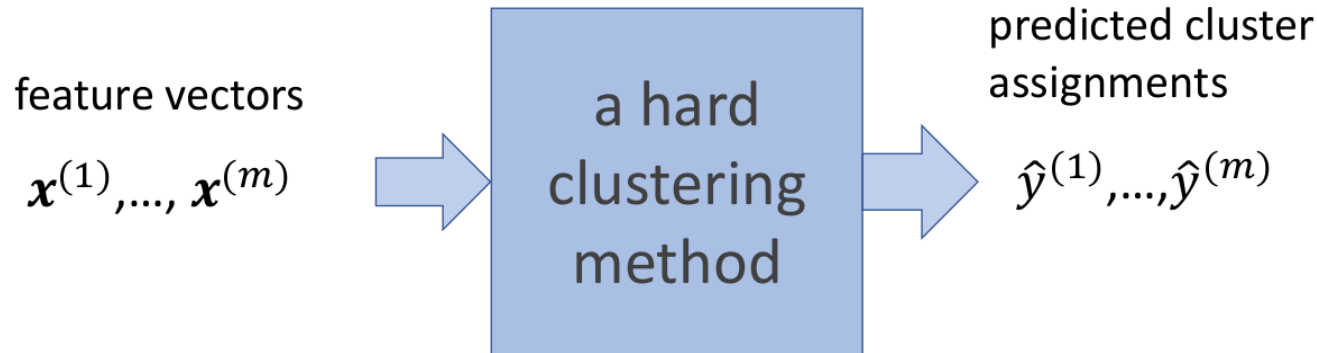 feature vectors
𝒙⁽¹⁾,…, 𝒙⁽ᵐ⁾
a hard
clustering
method
predicted cluster
assignments
ŷ⁽¹⁾,…,ŷ⁽ᵐ⁾